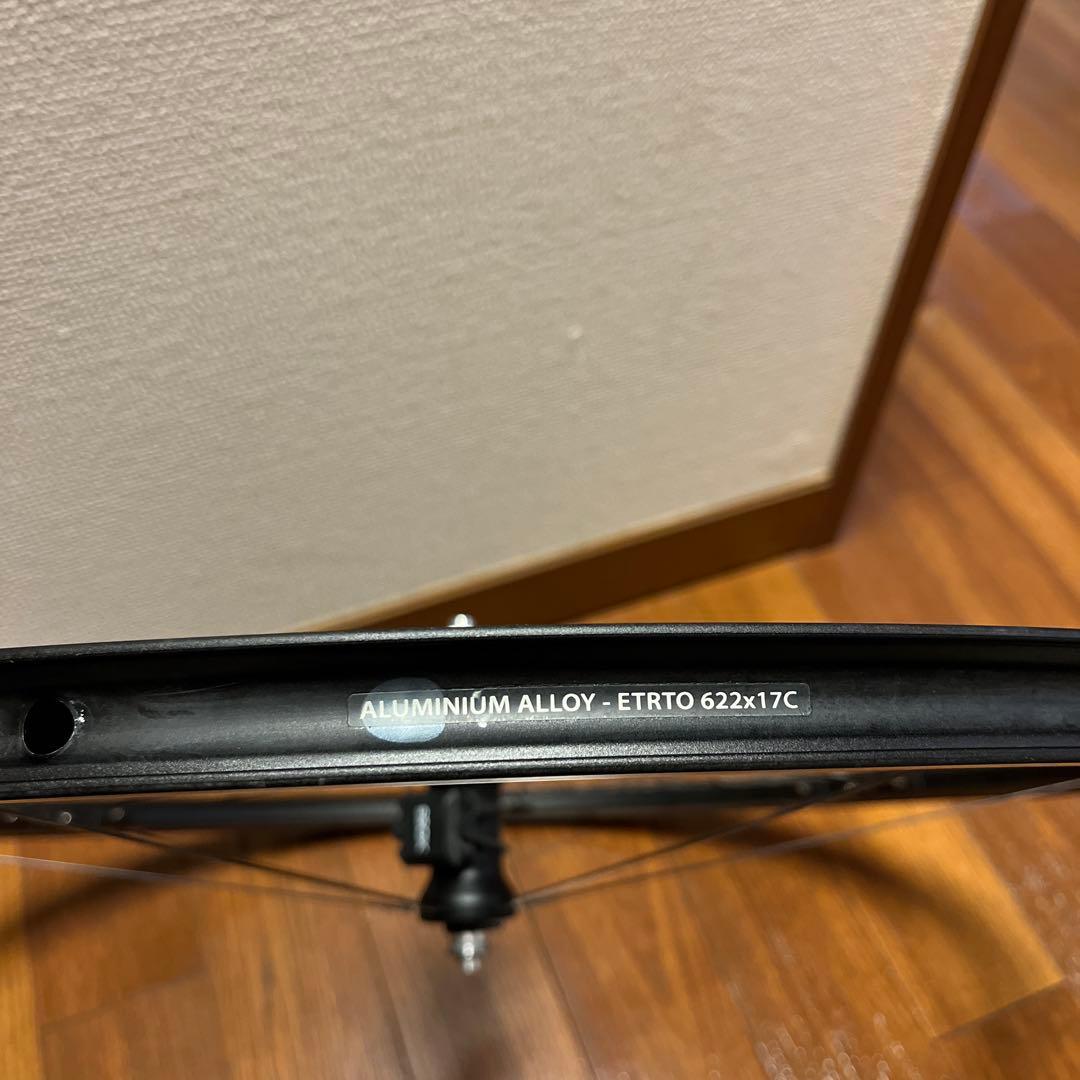 ALUMINIUM ALLOY - ETRTO 622x17C